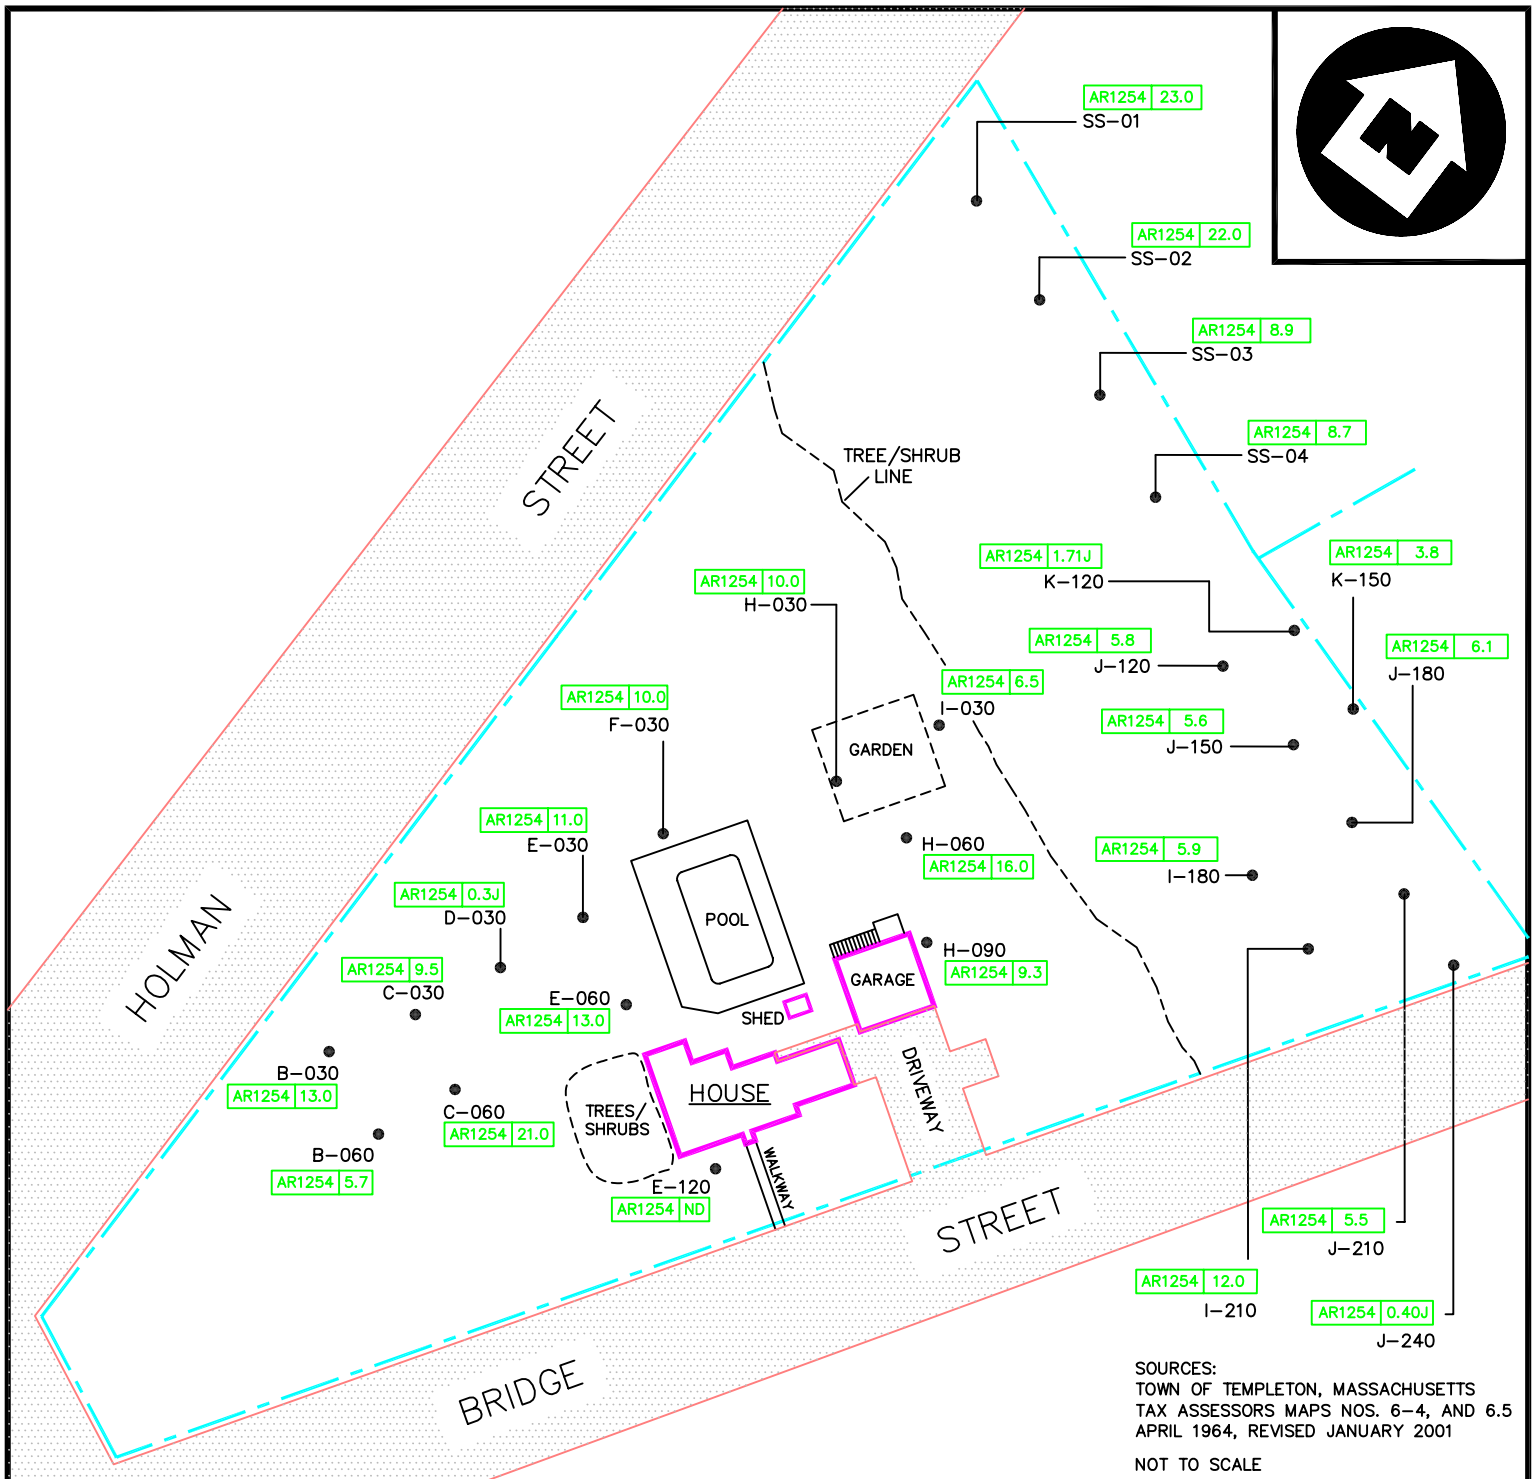 AR1254 23.0
SS-01
N
AR1254 22.0
SS-02
AR1254 8.9
SS-03
AR1254 8.7
SS-04
STREET
TREE/SHRUB
LINE
AR1254 1.71J
K-120
AR1254 3.8
K-150
AR1254 10.0
H-030
AR1254 5.8
J-120
AR1254 6.1
J-180
AR1254 6.5
I-030
AR1254 10.0
F-030
AR1254 5.6
J-150
GARDEN
AR1254 11.0
E-030
H-060
AR1254 16.0
AR1254 5.9
I-180
AR1254 0.3J
D-030
POOL
HOLMAN
AR1254 9.5
C-030
H-090
AR1254 9.3
GARAGE
E-060
AR1254 13.0
SHED
B-030
AR1254 13.0
HOUSE
DRIVEWAY
C-060
AR1254 21.0
TREES/
SHRUBS
B-060
AR1254 5.7
WALKWAY
E-120
AR1254 ND
STREET
AR1254 5.5
J-210
AR1254 12.0
I-210
AR1254 0.40J
J-240
BRIDGE
SOURCES:
TOWN OF TEMPLETON, MASSACHUSETTS
TAX ASSESSORS MAPS NOS. 6-4, AND 6.5
APRIL 1964, REVISED JANUARY 2001
NOT TO SCALE